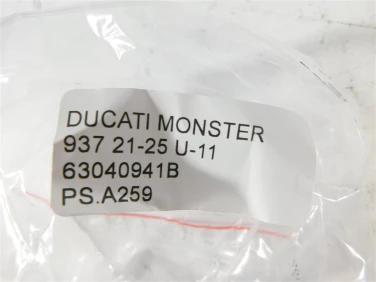 DUCATI MONSTER
937 21-25 U-11
63040941B
PS.A259